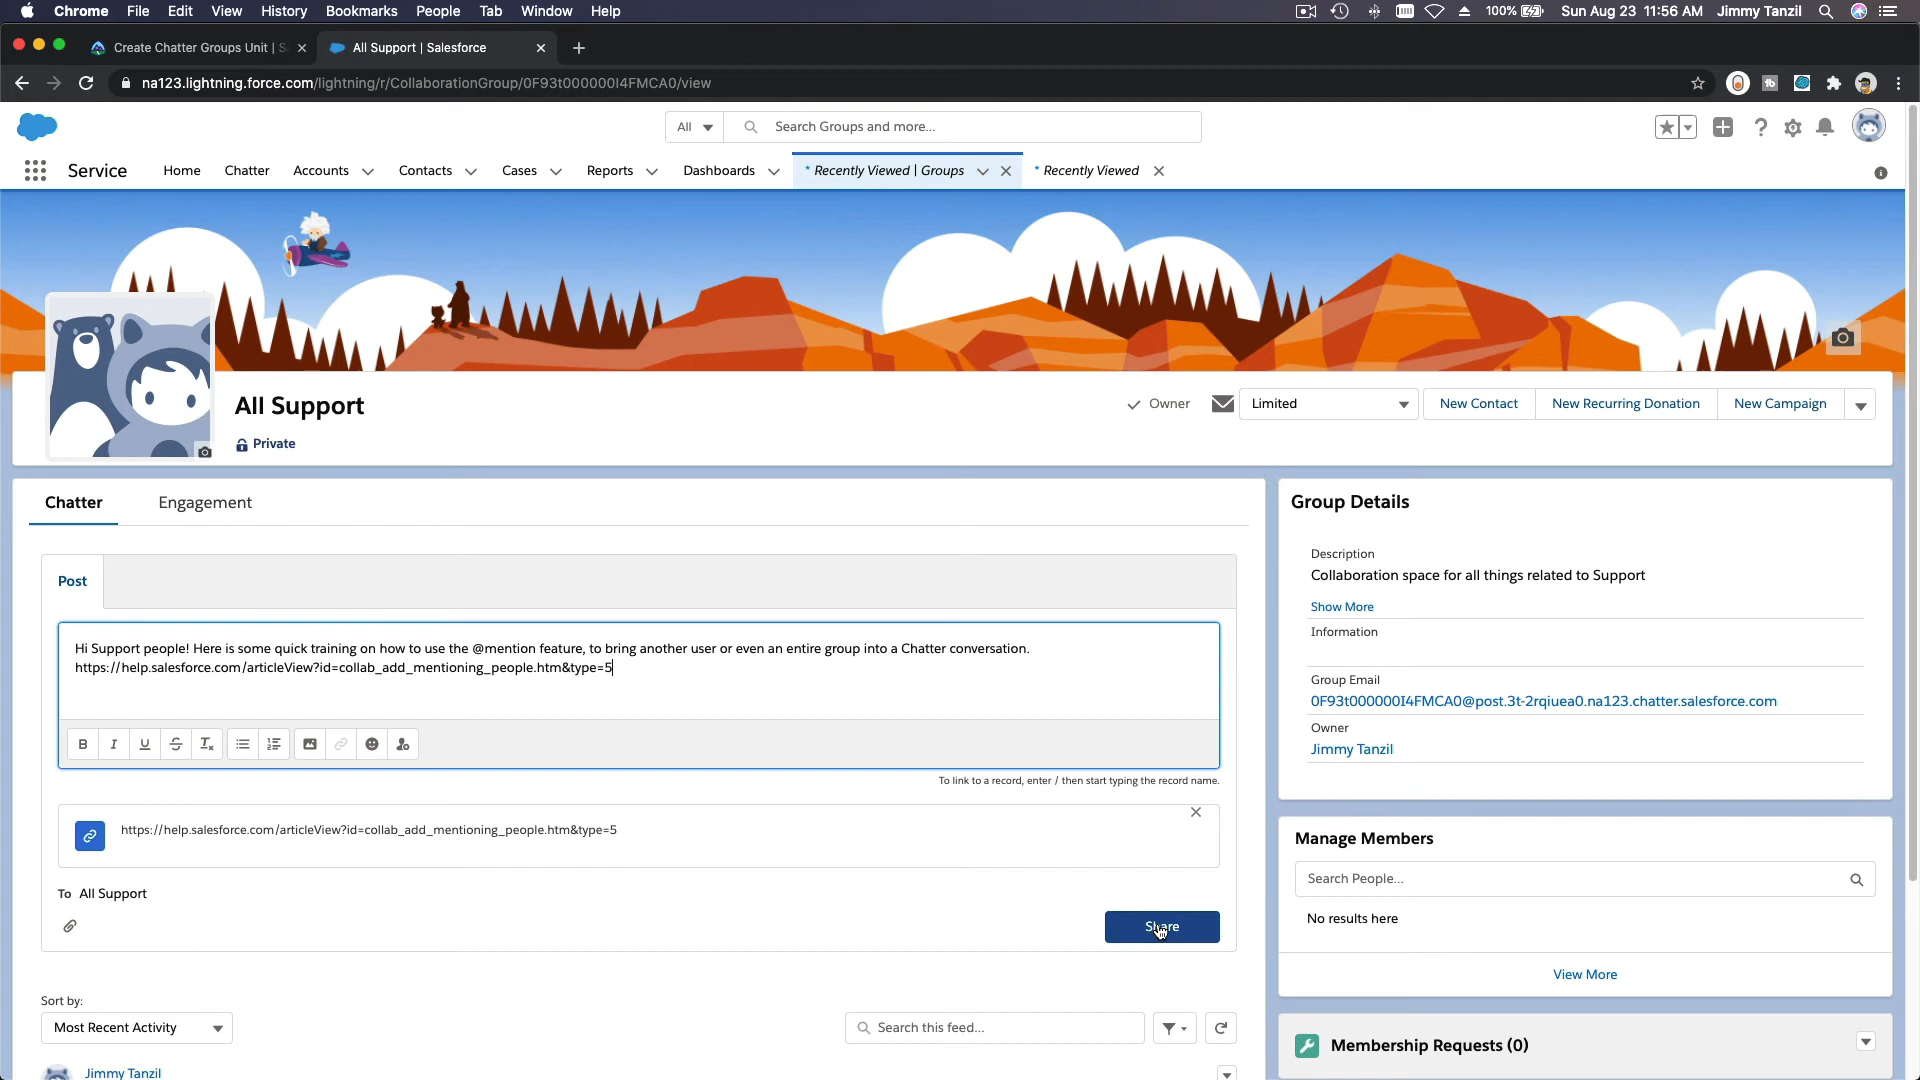 Chrome File Edit View History Bookmarks People Tab Window Help 100% Sun Aug 23 11:56 AM Jimmy Tanzil
Create Chatter Groups Unit | S All Support | Salesforce
na123.lightning.force.com/lightning/r/CollaborationGroup/0F93t000000I4FMCA0/view
All Search Groups and more...
Service Home Chatter Accounts Contacts Cases Reports Dashboards * Recently Viewed | Groups * Recently Viewed
All Support
Private
Owner Limited New Contact New Recurring Donation New Campaign
Chatter Engagement
Post
Hi Support people! Here is some quick training on how to use the @mention feature, to bring another user or even an entire group into a Chatter conversation.
https://help.salesforce.com/articleView?id=collab_add_mentioning_people.htm&type=5
B I U S Tx
To link to a record, enter / then start typing the record name.
https://help.salesforce.com/articleView?id=collab_add_mentioning_people.htm&type=5
To All Support
Share
Sort by:
Most Recent Activity Search this feed...
Jimmy Tanzil
Group Details
Description
Collaboration space for all things related to Support
Show More
Information
Group Email
0F93t000000I4FMCA0@post.3t-2rqiuea0.na123.chatter.salesforce.com
Owner
Jimmy Tanzil
Manage Members
Search People...
No results here
View More
Membership Requests (0)